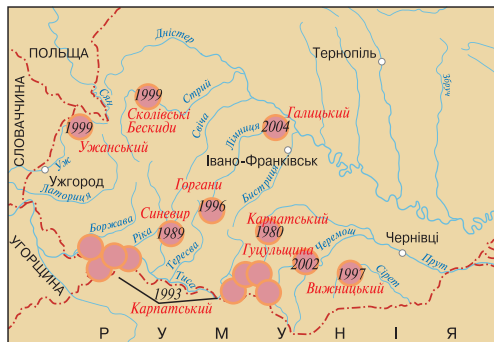 ПОЛЬЩА
Дністер
Тернопіль
Збруч
Сян
СЛОВАЧЧИНА
1999
Стрий
Сколівські
Бескиди
Свіча
Галицький
2004
Лімниця
1999
Ужанський
Уж
Ужгород
Латориця
Івано-Франківськ
Бистриця
Горгани
1996
Синевир
1989
Карпатський
1980
Боржава
Ріка
Тересва
Тиса
Гуцульщина
2002
Черемош
Чернівці
Прут
1997
Вижницький
Сірет
УГОРЩИНА
1993
Карпатський
Р У М У Н І Я